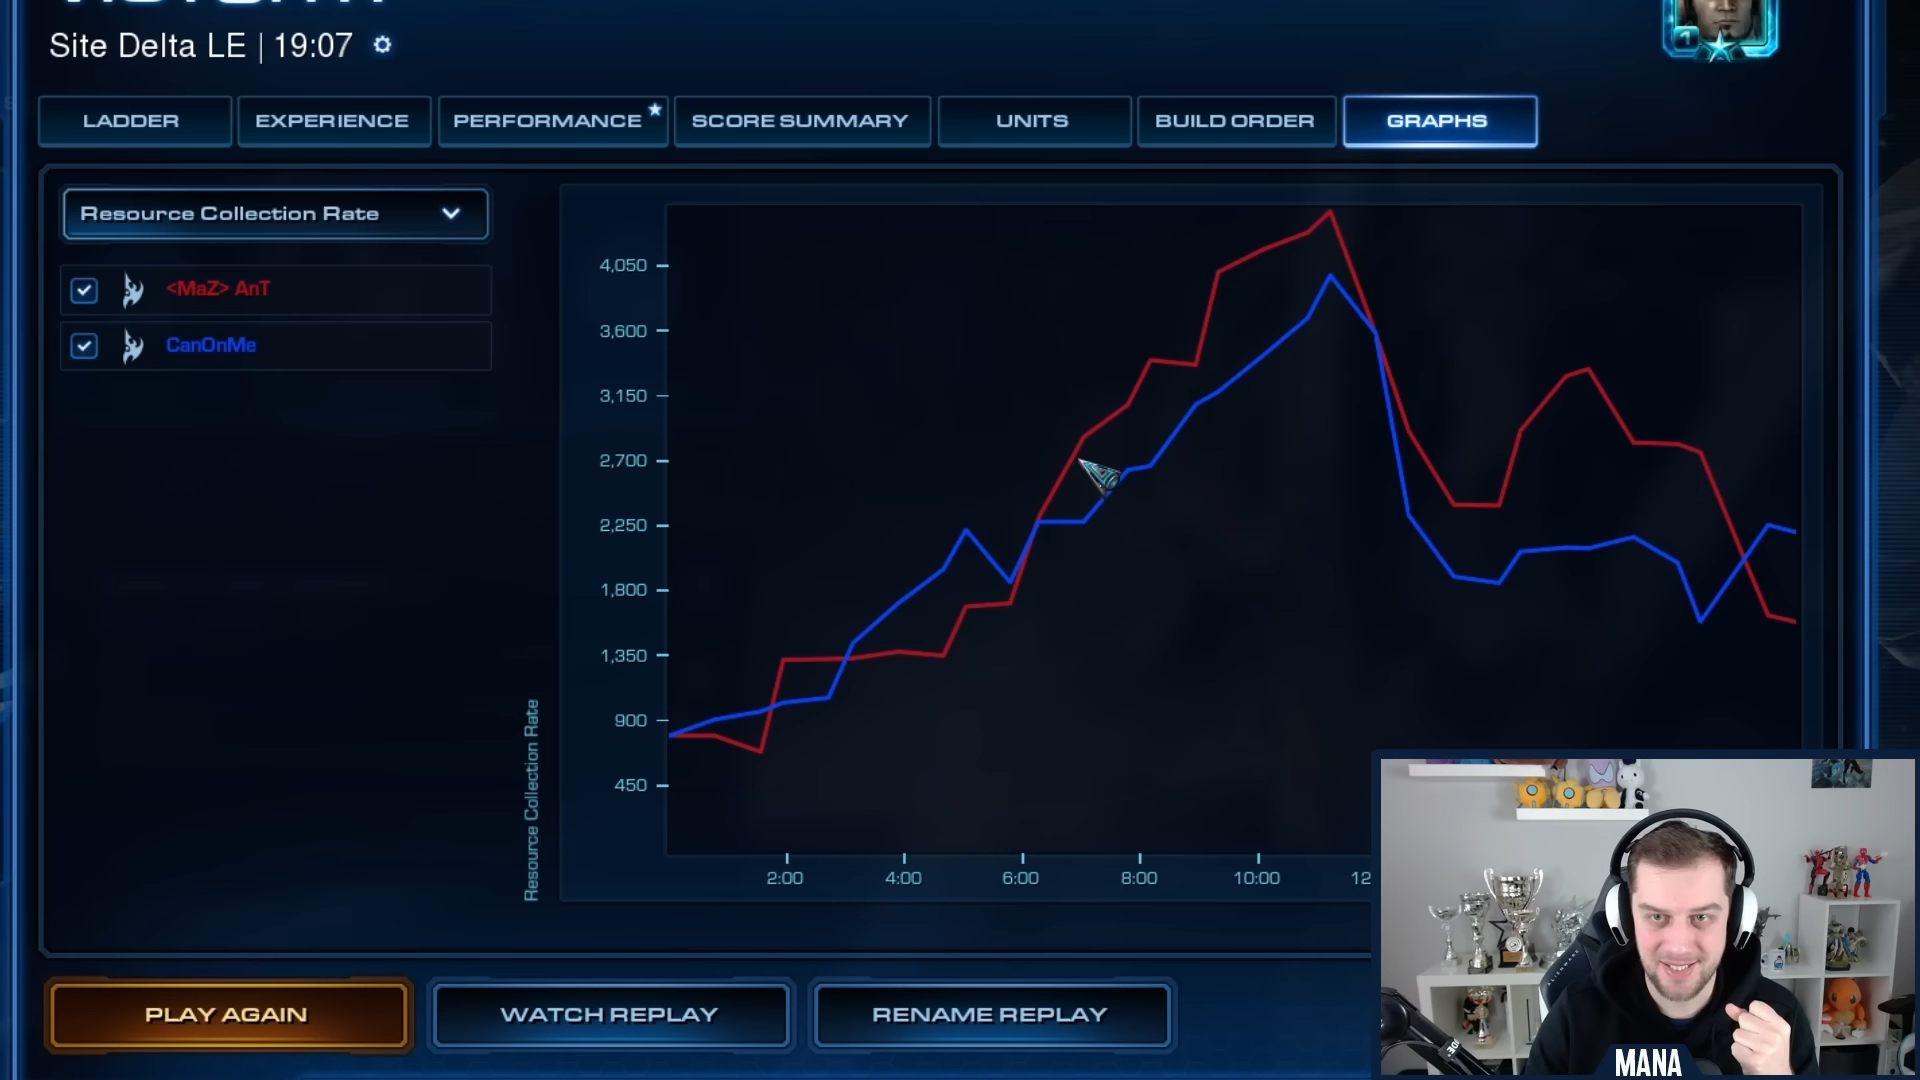 Site Delta LE | 19:07
1
LADDER
EXPERIENCE
PERFORMANCE
SCORE SUMMARY
UNITS
BUILD ORDER
GRAPHS
Resource Collection Rate
<MaZ> AnT
CanOnMe
4,050
3,600
3,150
2,700
2,250
1,800
1,350
900
450
Resource Collection Rate
2:00
4:00
6:00
8:00
10:00
12
PLAY AGAIN
WATCH REPLAY
RENAME REPLAY
MANA